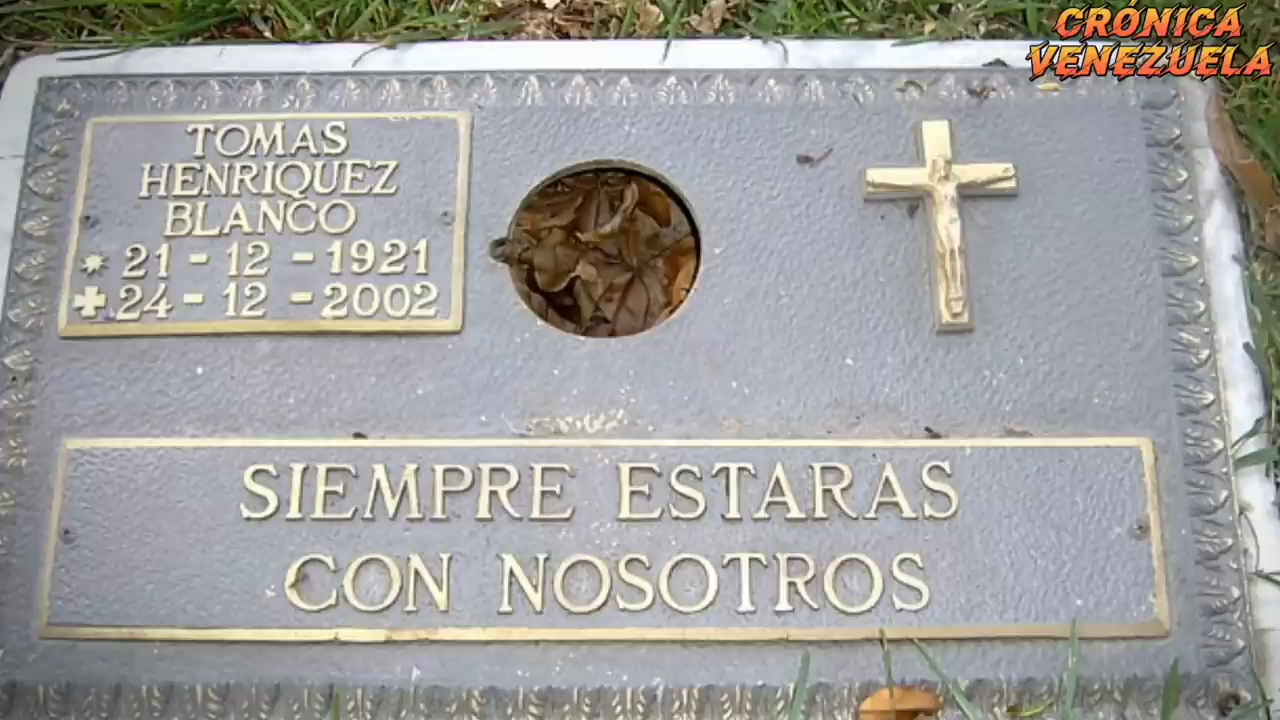 CRÓNICA
VENEZUELA
TOMAS
HENRIQUEZ
BLANCO
* 21 - 12 - 1921
✚ 24 - 12 - 2002
SIEMPRE ESTARAS
CON NOSOTROS